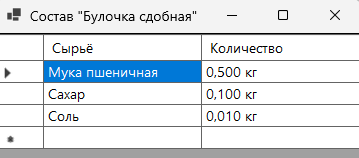 Состав "Булочка сдобная"
Сырьё Количество
Мука пшеничная 0,500 кг
Сахар 0,100 кг
Соль 0,010 кг